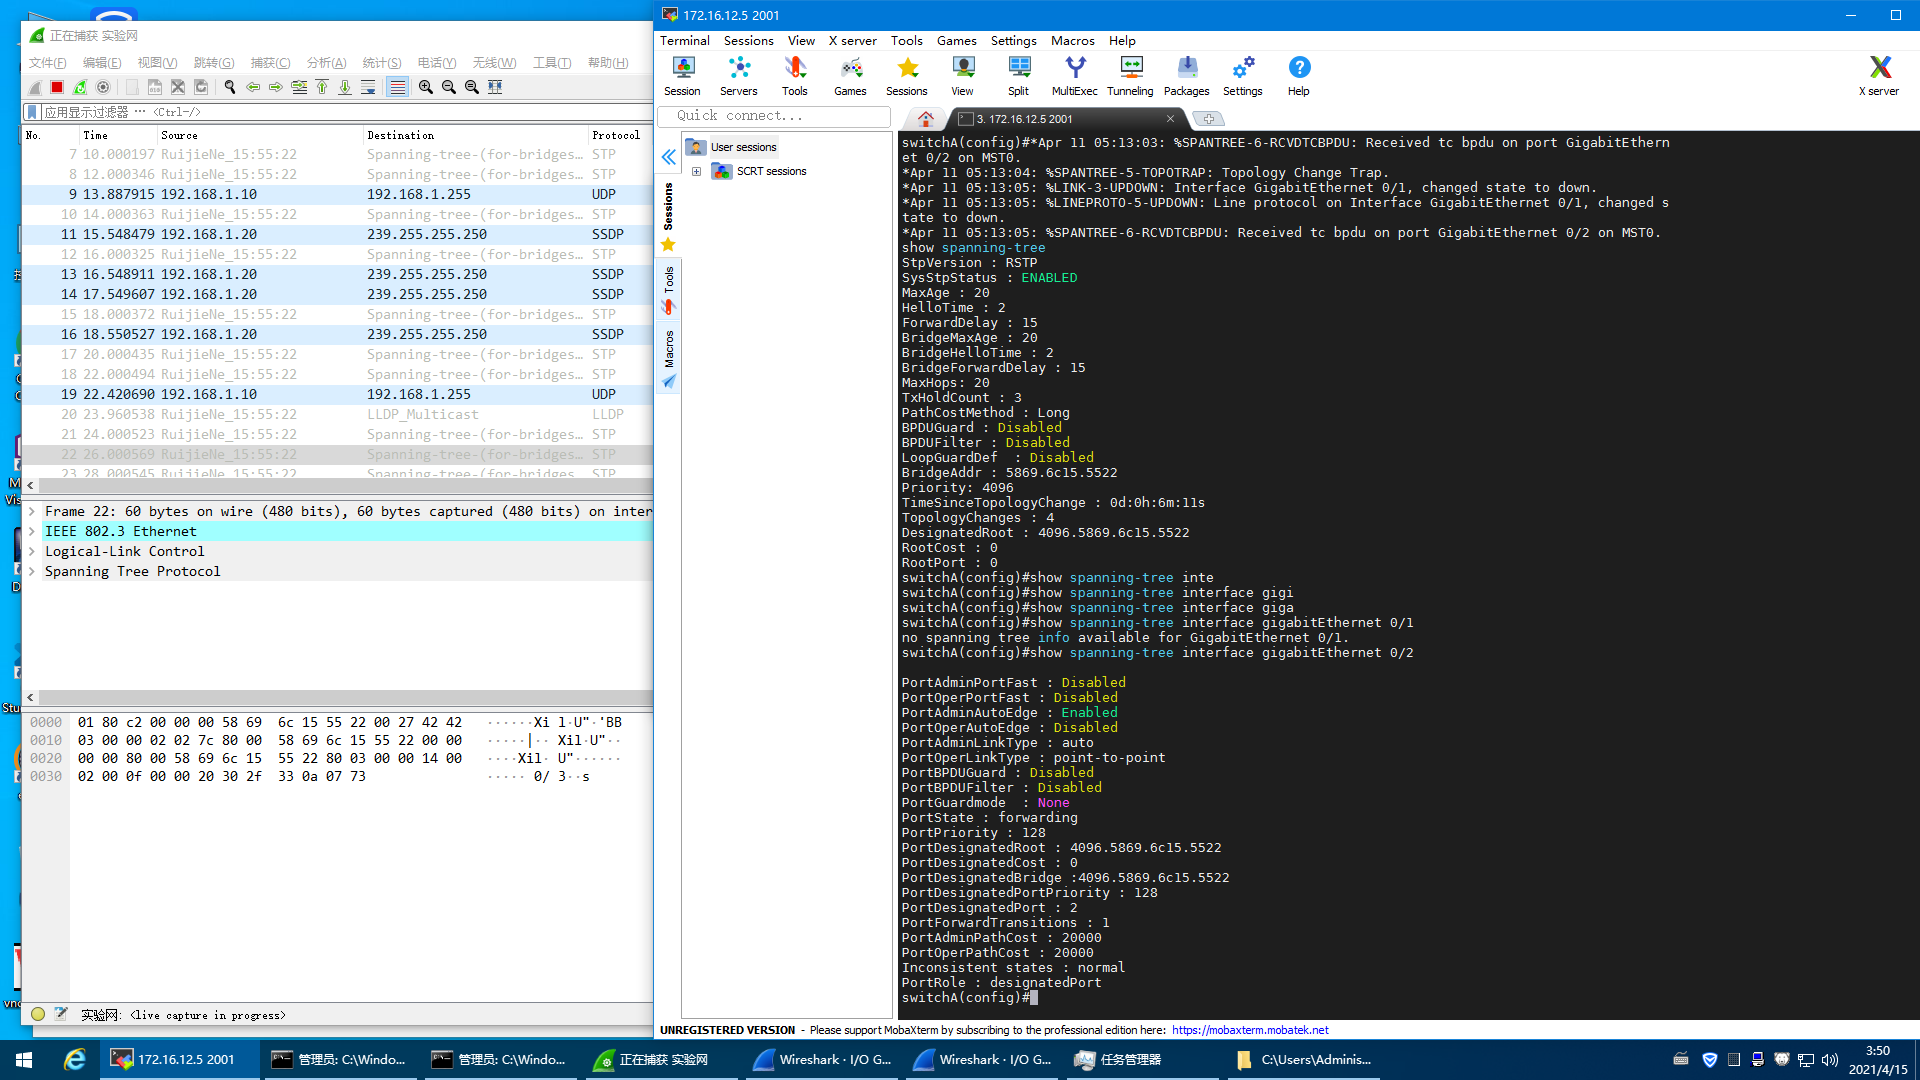 正在捕获 实验网
文件(F) 编辑(E) 视图(V) 跳转(G) 捕获(C) 分析(A) 统计(S) 电话(Y) 无线(W) 工具(T) 帮助(H)
应用显示过滤器 … <Ctrl-/>
No. Time Source Destination Protocol
7 10.000197 RuijieNe_15:55:22 Spanning-tree-(for-bridges… STP
8 12.000346 RuijieNe_15:55:22 Spanning-tree-(for-bridges… STP
9 13.887915 192.168.1.10 192.168.1.255 UDP
10 14.000363 RuijieNe_15:55:22 Spanning-tree-(for-bridges… STP
11 15.548479 192.168.1.20 239.255.255.250 SSDP
12 16.000325 RuijieNe_15:55:22 Spanning-tree-(for-bridges… STP
13 16.548911 192.168.1.20 239.255.255.250 SSDP
14 17.549607 192.168.1.20 239.255.255.250 SSDP
15 18.000372 RuijieNe_15:55:22 Spanning-tree-(for-bridges… STP
16 18.550527 192.168.1.20 239.255.255.250 SSDP
17 20.000435 RuijieNe_15:55:22 Spanning-tree-(for-bridges… STP
18 22.000494 RuijieNe_15:55:22 Spanning-tree-(for-bridges… STP
19 22.420690 192.168.1.10 192.168.1.255 UDP
20 23.960538 RuijieNe_15:55:22 LLDP_Multicast LLDP
21 24.000523 RuijieNe_15:55:22 Spanning-tree-(for-bridges… STP
22 26.000569 RuijieNe_15:55:22 Spanning-tree-(for-bridges… STP
23 28.000545 RuijieNe_15:55:22 Spanning-tree-(for-bridges… STP
Frame 22: 60 bytes on wire (480 bits), 60 bytes captured (480 bits) on inter
IEEE 802.3 Ethernet
Logical-Link Control
Spanning Tree Protocol
0000 01 80 c2 00 00 00 58 69 6c 15 55 22 00 27 42 42 ······Xi l·U"·'BB
0010 03 00 00 02 02 7c 80 00 58 69 6c 15 55 22 00 00 ·····|·· Xil·U"··
0020 00 00 80 00 58 69 6c 15 55 22 80 03 00 00 14 00 ····Xil· U"······
0030 02 00 0f 00 00 20 30 2f 33 0a 07 73 ····· 0/ 3··s
实验网: <live capture in progress>
172.16.12.5 2001
Terminal Sessions View X server Tools Games Settings Macros Help
Session Servers Tools Games Sessions View Split MultiExec Tunneling Packages Settings Help X server
Quick connect...
3. 172.16.12.5 2001
User sessions
SCRT sessions
Sessions
Tools
Macros
switchA(config)#*Apr 11 05:13:03: %SPANTREE-6-RCVDTCBPDU: Received tc bpdu on port GigabitEthern
et 0/2 on MST0.
*Apr 11 05:13:04: %SPANTREE-5-TOPOTRAP: Topology Change Trap.
*Apr 11 05:13:05: %LINK-3-UPDOWN: Interface GigabitEthernet 0/1, changed state to down.
*Apr 11 05:13:05: %LINEPROTO-5-UPDOWN: Line protocol on Interface GigabitEthernet 0/1, changed s
tate to down.
*Apr 11 05:13:05: %SPANTREE-6-RCVDTCBPDU: Received tc bpdu on port GigabitEthernet 0/2 on MST0.
show spanning-tree
StpVersion : RSTP
SysStpStatus : ENABLED
MaxAge : 20
HelloTime : 2
ForwardDelay : 15
BridgeMaxAge : 20
BridgeHelloTime : 2
BridgeForwardDelay : 15
MaxHops: 20
TxHoldCount : 3
PathCostMethod : Long
BPDUGuard : Disabled
BPDUFilter : Disabled
LoopGuardDef  : Disabled
BridgeAddr : 5869.6c15.5522
Priority: 4096
TimeSinceTopologyChange : 0d:0h:6m:11s
TopologyChanges : 4
DesignatedRoot : 4096.5869.6c15.5522
RootCost : 0
RootPort : 0
switchA(config)#show spanning-tree inte
switchA(config)#show spanning-tree interface gigi
switchA(config)#show spanning-tree interface giga
switchA(config)#show spanning-tree interface gigabitEthernet 0/1
no spanning tree info available for GigabitEthernet 0/1.
switchA(config)#show spanning-tree interface gigabitEthernet 0/2
PortAdminPortFast : Disabled
PortOperPortFast : Disabled
PortAdminAutoEdge : Enabled
PortOperAutoEdge : Disabled
PortAdminLinkType : auto
PortOperLinkType : point-to-point
PortBPDUGuard : Disabled
PortBPDUFilter : Disabled
PortGuardmode  : None
PortState : forwarding
PortPriority : 128
PortDesignatedRoot : 4096.5869.6c15.5522
PortDesignatedCost : 0
PortDesignatedBridge :4096.5869.6c15.5522
PortDesignatedPortPriority : 128
PortDesignatedPort : 2
PortForwardTransitions : 1
PortAdminPathCost : 20000
PortOperPathCost : 20000
Inconsistent states : normal
PortRole : designatedPort
switchA(config)#
UNREGISTERED VERSION - Please support MobaXterm by subscribing to the professional edition here: https://mobaxterm.mobatek.net
172.16.12.5 2001 管理员: C:\Windo... 管理员: C:\Windo... 正在捕获 实验网 Wireshark · I/O G... Wireshark · I/O G... 任务管理器 C:\Users\Adminis...
3:50
2021/4/15